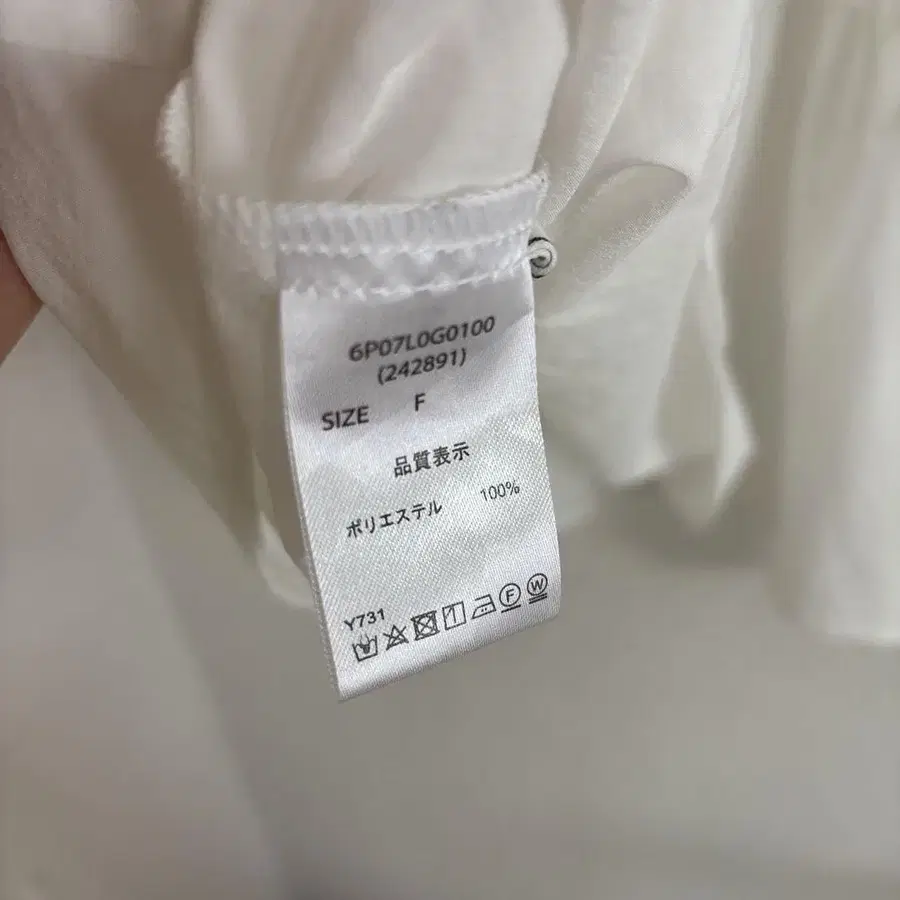 6P07L0G0100
(242891)
SIZE F
品質表示
ポリエステル 100%
Y731
F W